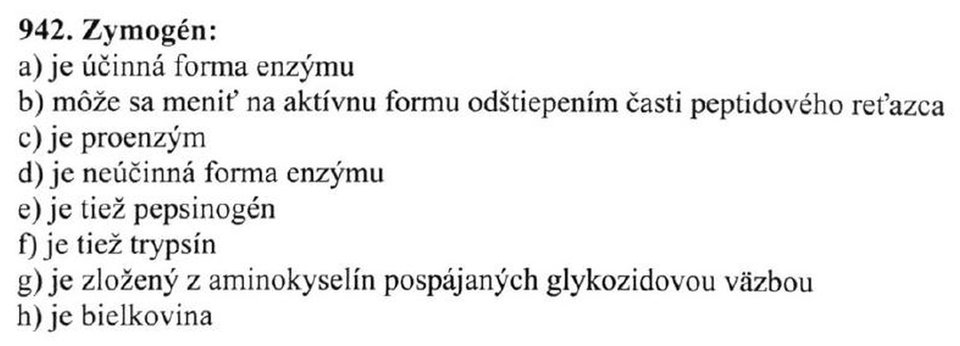 942. Zymogén:
a) je účinná forma enzýmu
b) môže sa meniť na aktívnu formu odštiepením časti peptidového reťazca
c) je proenzým
d) je neúčinná forma enzýmu
e) je tiež pepsinogén
f) je tiež trypsín
g) je zložený z aminokyselín pospájaných glykozidovou väzbou
h) je bielkovina